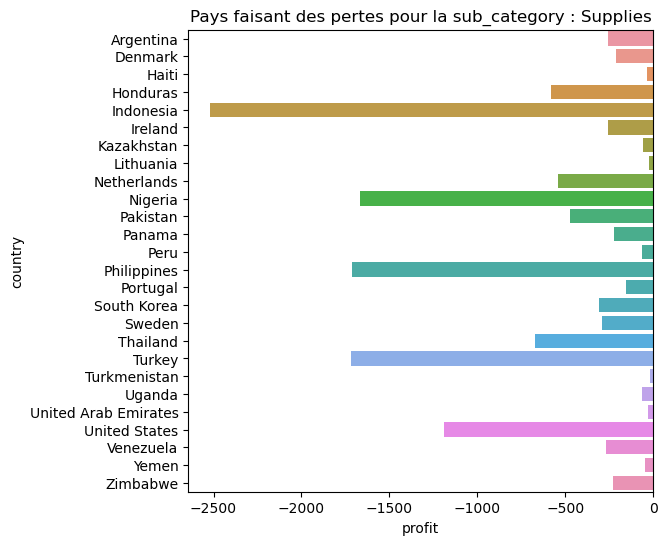 Pays faisant des pertes pour la sub_category : Supplies
country
Argentina
Denmark
Haiti
Honduras
Indonesia
Ireland
Kazakhstan
Lithuania
Netherlands
Nigeria
Pakistan
Panama
Peru
Philippines
Portugal
South Korea
Sweden
Thailand
Turkey
Turkmenistan
Uganda
United Arab Emirates
United States
Venezuela
Yemen
Zimbabwe
−2500 −2000 −1500 −1000 −500 0
profit